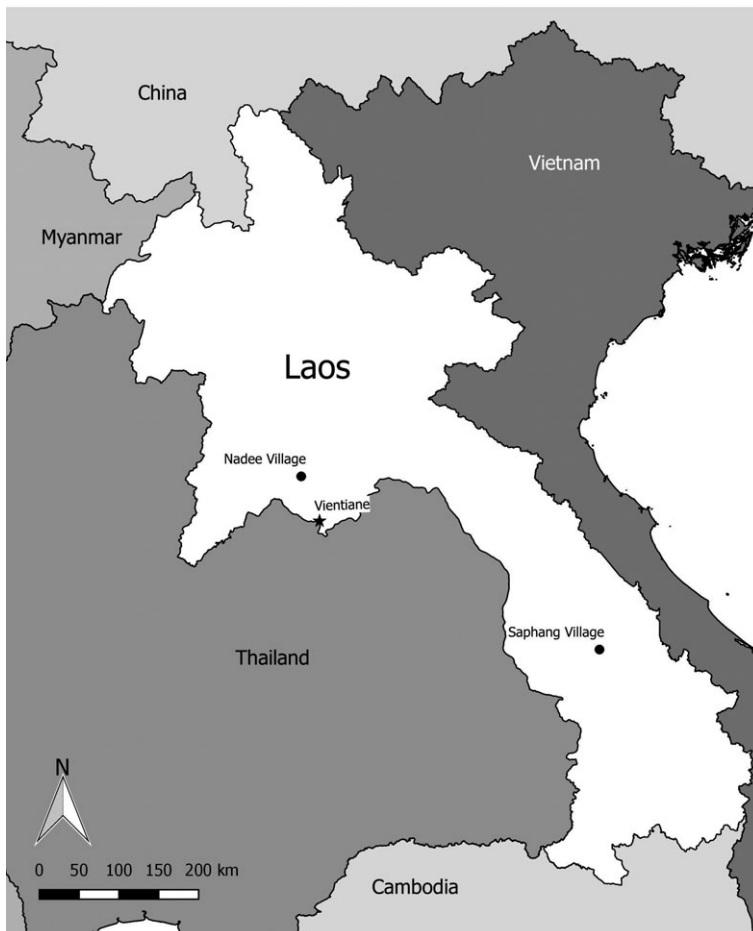 China
Vietnam
Myanmar
Laos
Nadee Village
Vientiane
Saphang Village
Thailand
N
0 50 100 150 200 km
Cambodia